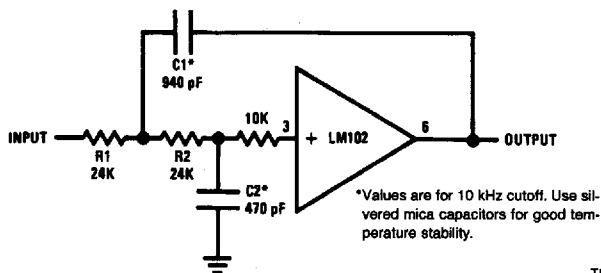 C1*
940 pF
10K
3
+
LM102
6
INPUT
OUTPUT
R1
24K
R2
24K
C2*
470 pF
*Values are for 10 kHz cutoff. Use sil-
vered mica capacitors for good tem-
perature stability.